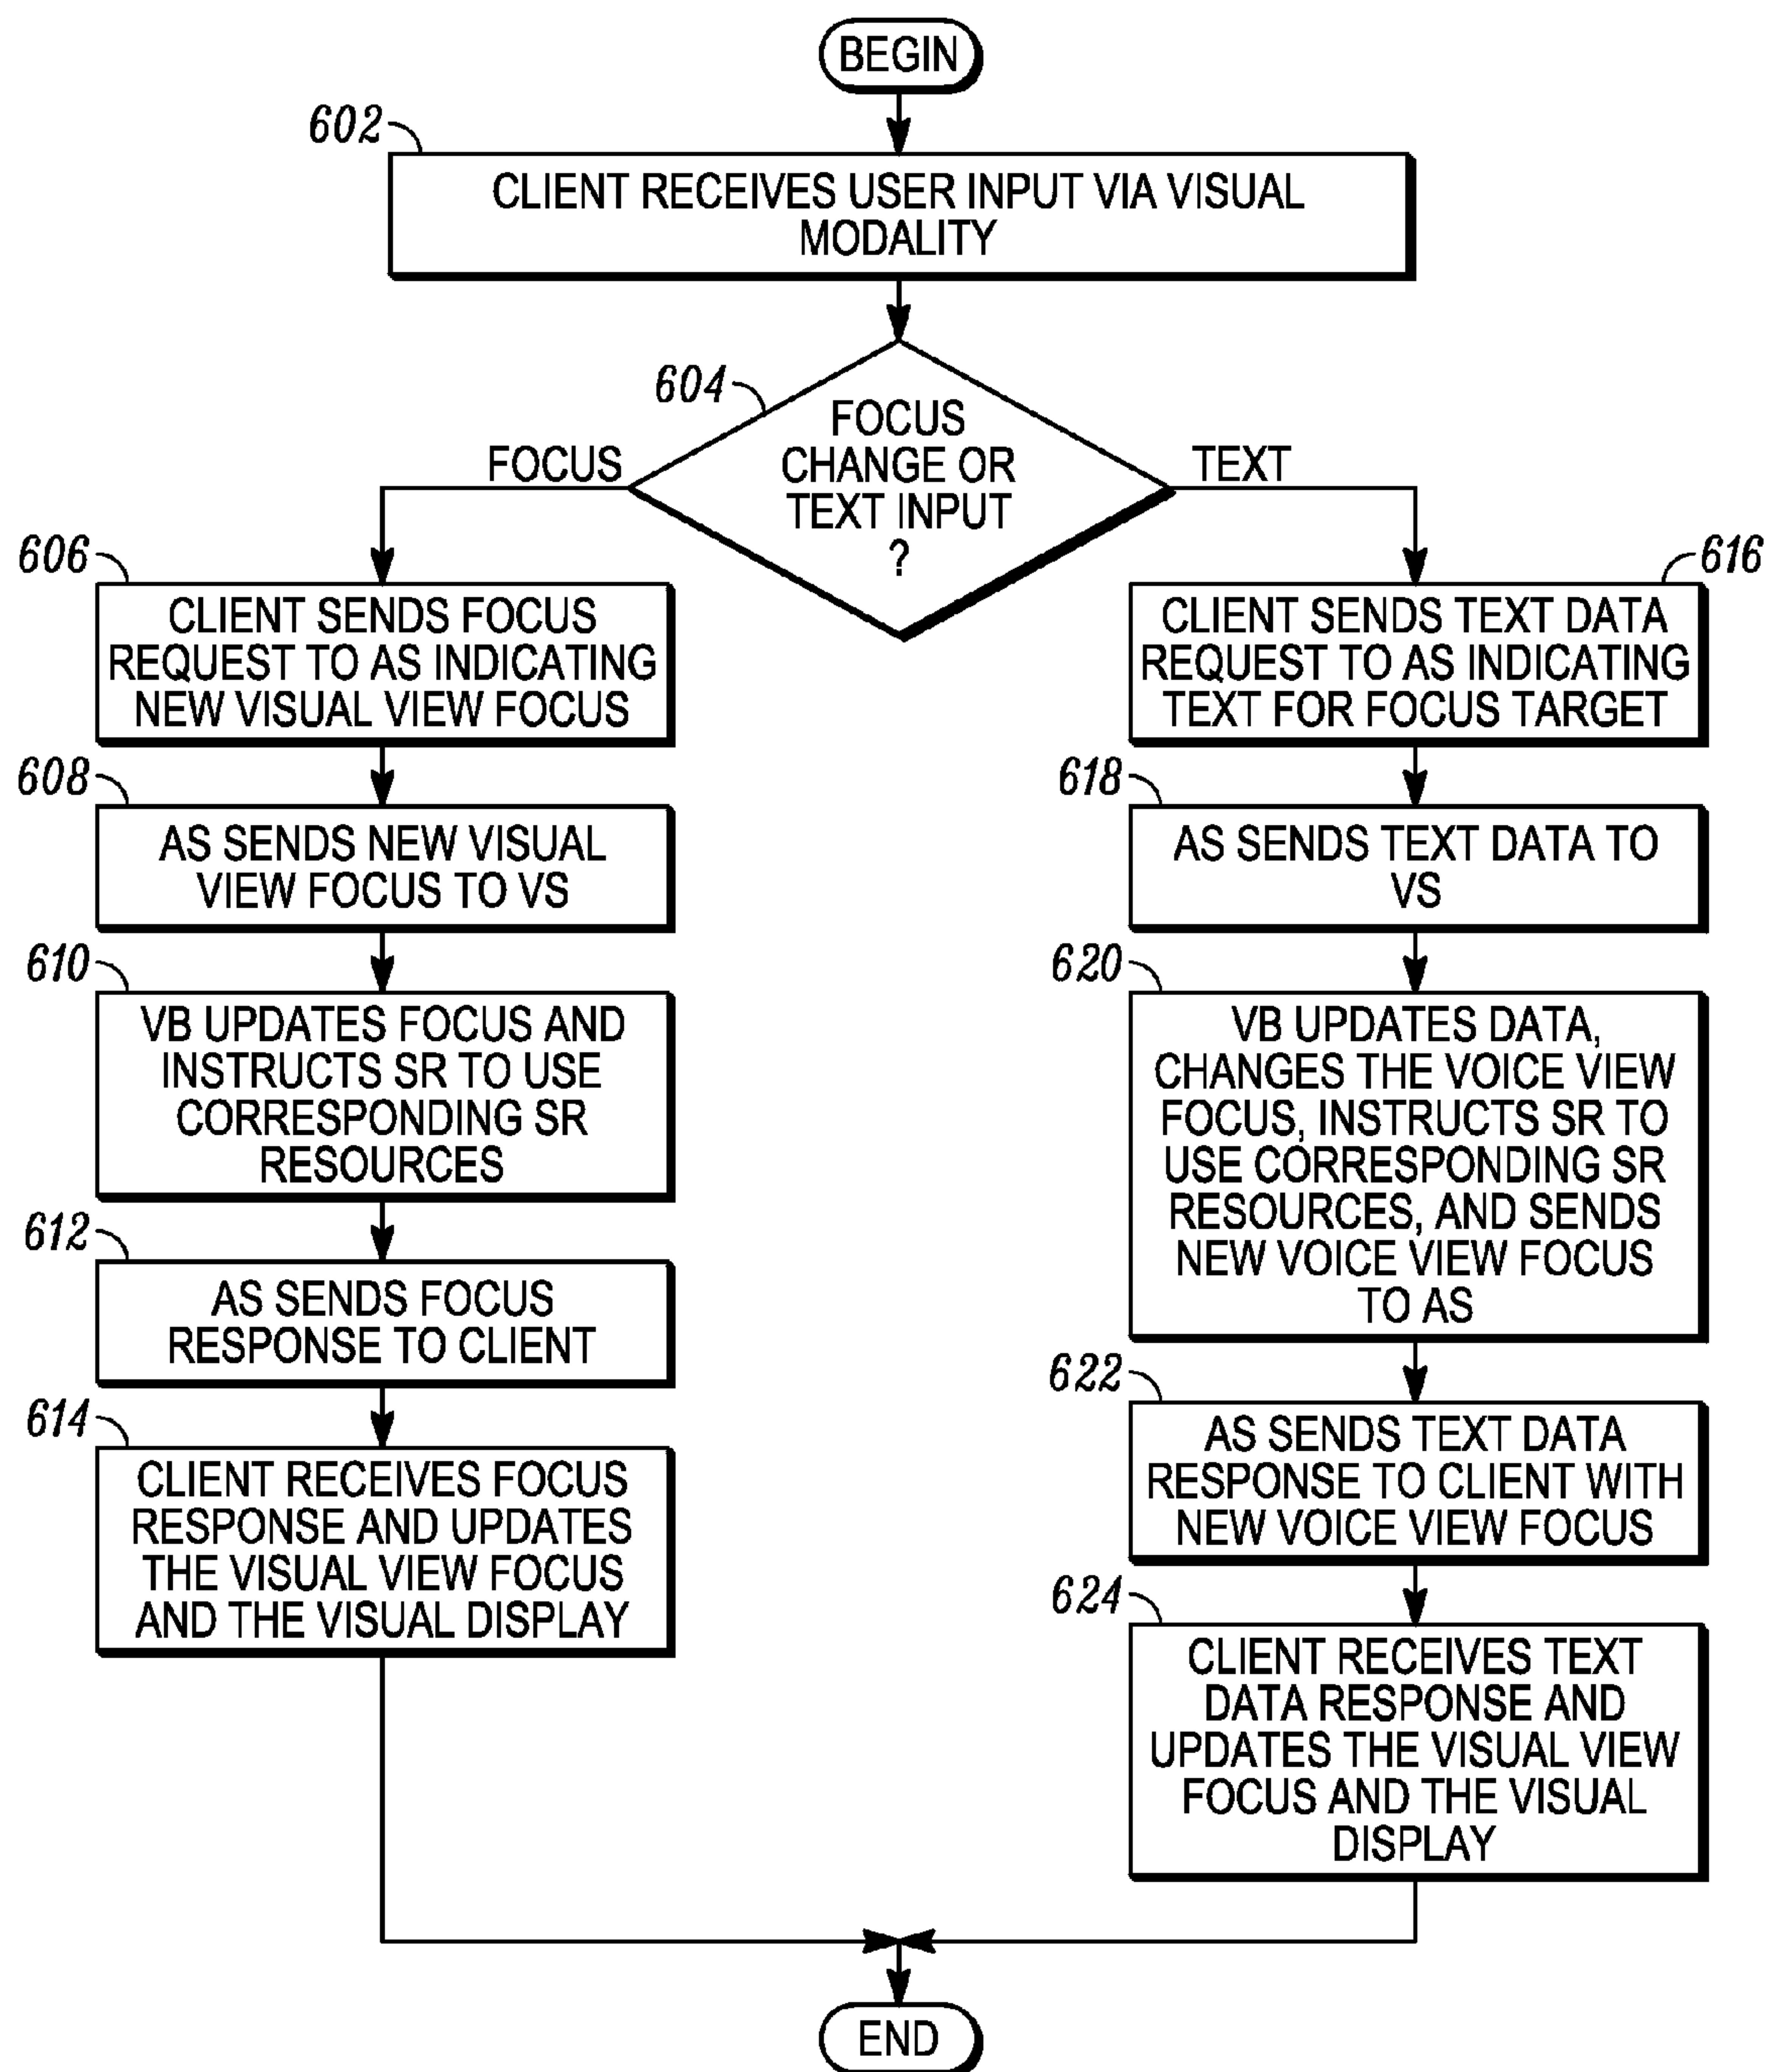 BEGIN
602
CLIENT RECEIVES USER INPUT VIA VISUAL
MODALITY
604
FOCUS
CHANGE OR
TEXT INPUT
?
FOCUS
TEXT
606
CLIENT SENDS FOCUS
REQUEST TO AS INDICATING
NEW VISUAL VIEW FOCUS
608
AS SENDS NEW VISUAL
VIEW FOCUS TO VS
610
VB UPDATES FOCUS AND
INSTRUCTS SR TO USE
CORRESPONDING SR
RESOURCES
612
AS SENDS FOCUS
RESPONSE TO CLIENT
614
CLIENT RECEIVES FOCUS
RESPONSE AND UPDATES
THE VISUAL VIEW FOCUS
AND THE VISUAL DISPLAY
616
CLIENT SENDS TEXT DATA
REQUEST TO AS INDICATING
TEXT FOR FOCUS TARGET
618
AS SENDS TEXT DATA TO
VS
620
VB UPDATES DATA,
CHANGES THE VOICE VIEW
FOCUS, INSTRUCTS SR TO
USE CORRESPONDING SR
RESOURCES, AND SENDS
NEW VOICE VIEW FOCUS
TO AS
622
AS SENDS TEXT DATA
RESPONSE TO CLIENT WITH
NEW VOICE VIEW FOCUS
624
CLIENT RECEIVES TEXT
DATA RESPONSE AND
UPDATES THE VISUAL VIEW
FOCUS AND THE VISUAL
DISPLAY
END